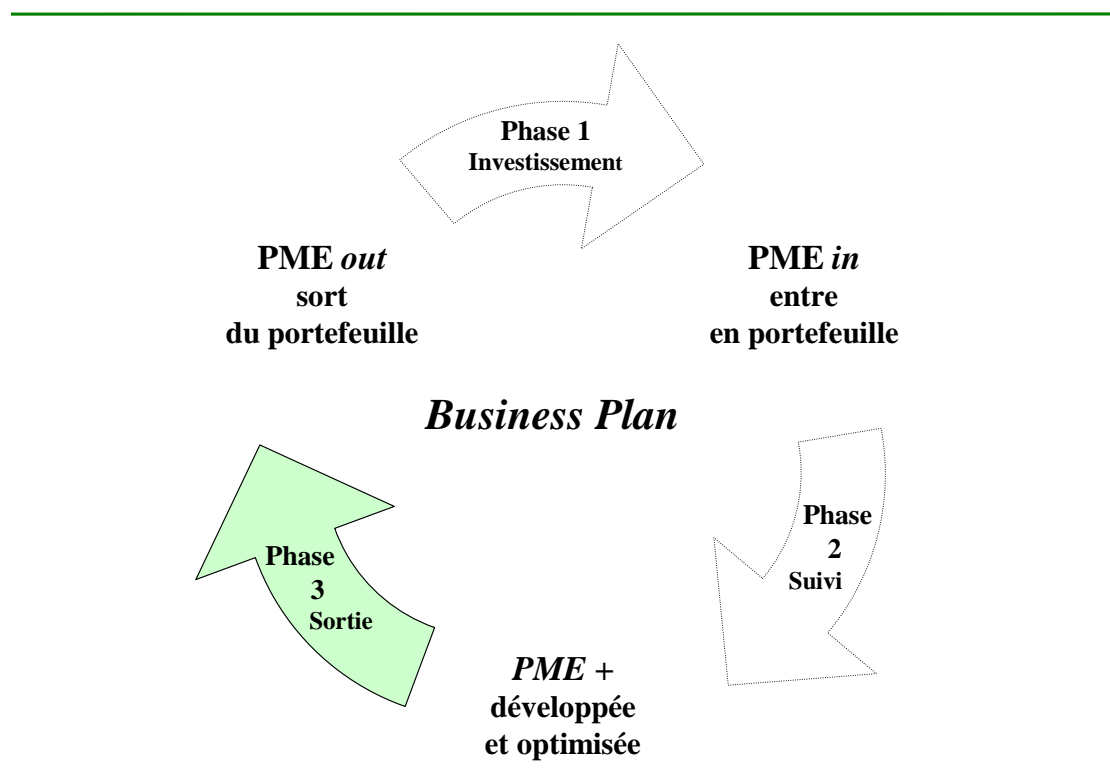 Phase 1
Investissement
PME out
sort
du portefeuille
PME in
entre
en portefeuille
Business Plan
Phase
2
Suivi
Phase
3
Sortie
PME +
développée
et optimisée